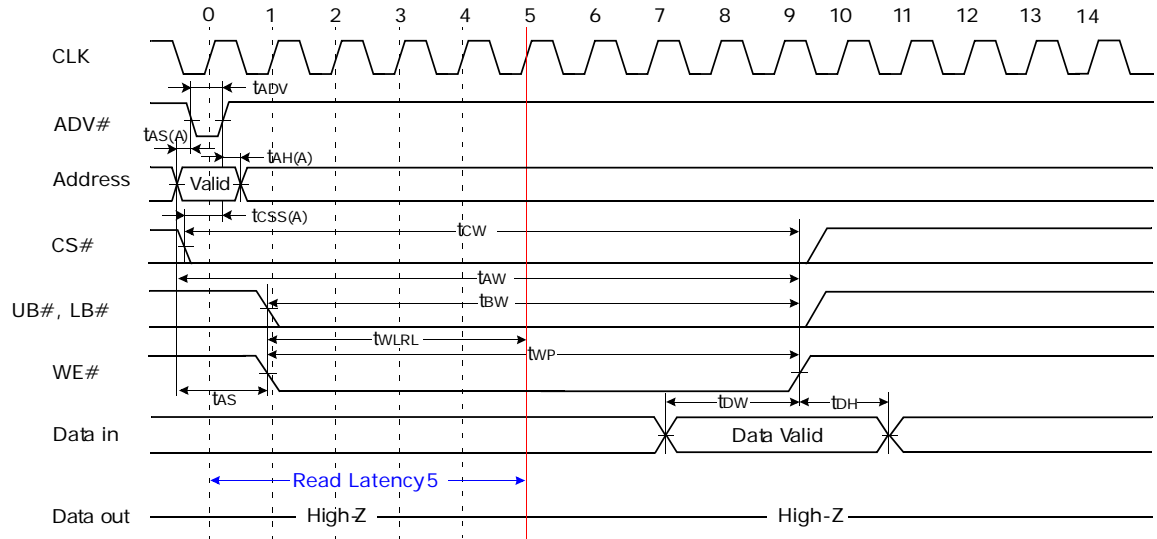 0 1 2 3 4 5 6 7 8 9 10 11 12 13 14
CLK
tADV
ADV#
tAS(A)
tAH(A)
Address
Valid
tCSS(A)
tCW
CS#
tAW
tBW
UB#, LB#
tWLRL
tWP
WE#
tAS
tDW
tDH
Data in
Data Valid
Read Latency 5
Data out
High-Z
High-Z